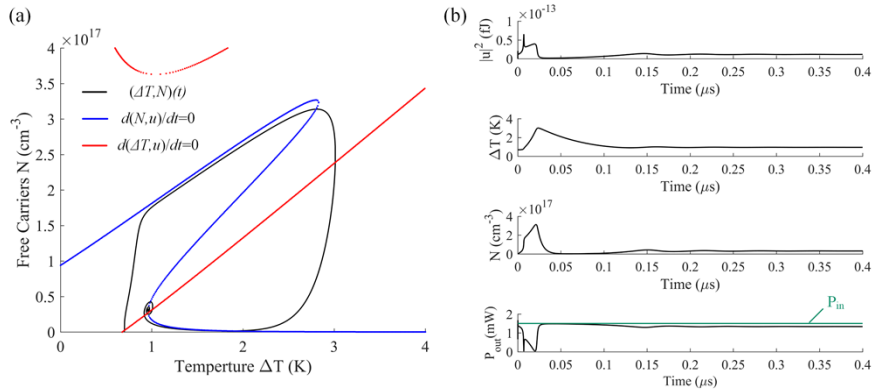 (a)
×10^17
4
3.5
3
2.5
2
1.5
1
0.5
0
Free Carriers N (cm⁻³)
(ΔT,N)(t)
d(N,u)/dt=0
d(ΔT,u)/dt=0
0 1 2 3 4
Temperture ΔT (K)
(b)
×10^-13
1
0.5
0
|u|² (fJ)
0 0.05 0.1 0.15 0.2 0.25 0.3 0.35 0.4
Time (μs)
4
2
0
ΔT (K)
0 0.05 0.1 0.15 0.2 0.25 0.3 0.35 0.4
Time (μs)
×10^17
4
2
0
N (cm⁻³)
0 0.05 0.1 0.15 0.2 0.25 0.3 0.35 0.4
Time (μs)
P_in
2
1
0
P_out(mW)
0 0.05 0.1 0.15 0.2 0.25 0.3 0.35 0.4
Time (μs)